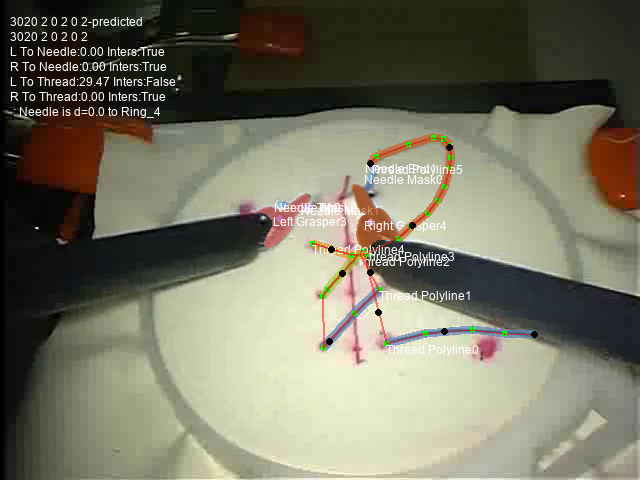 3020 2 0 2 0 2-predicted
3020 2 0 2 0 2
L To Needle:0.00 Inters:True
R To Needle:0.00 Inters:True
L To Thread:29.47 Inters:False
R To Thread:0.00 Inters:True
: Needle is d=0.0 to Ring_4
Thread Polyline5
Needle Mask0
Left Grasper3
Right Grasper4
Thread Polyline4
Thread Polyline3
Thread Polyline2
Thread Polyline1
Thread Polyline0